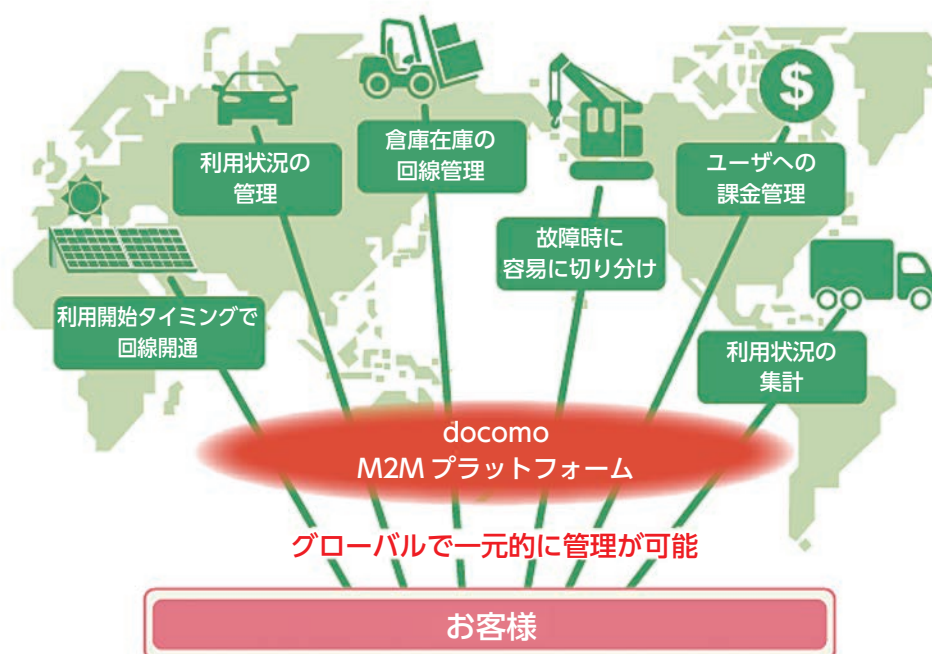 $
倉庫在庫の
回線管理
利用状況の
管理
ユーザへの
課金管理
故障時に
容易に切り分け
利用開始タイミングで
回線開通
利用状況の
集計
docomo
M2M プラットフォーム
グローバルで一元的に管理が可能
お客様